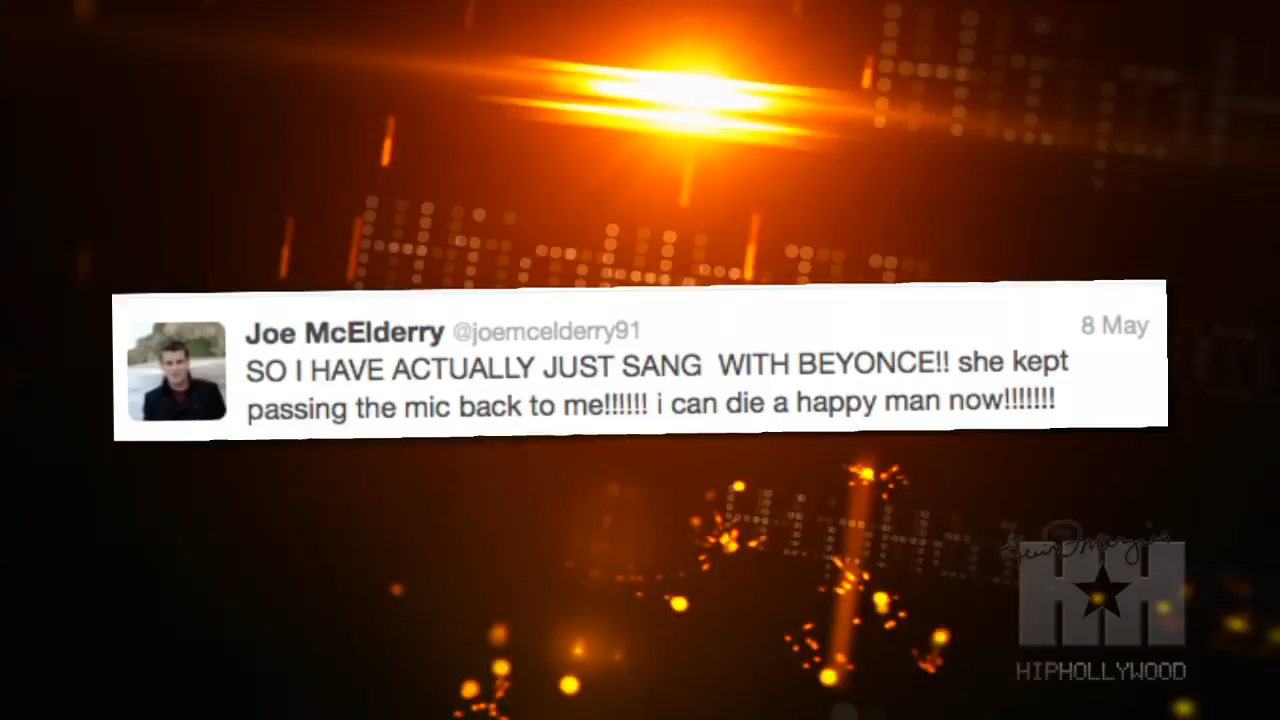 Joe McElderry @joemcelderry91 8 May
SO I HAVE ACTUALLY JUST SANG WITH BEYONCE!! she kept
passing the mic back to me!!!!!! i can die a happy man now!!!!!!!
HH
HIPHOLLYWOOD